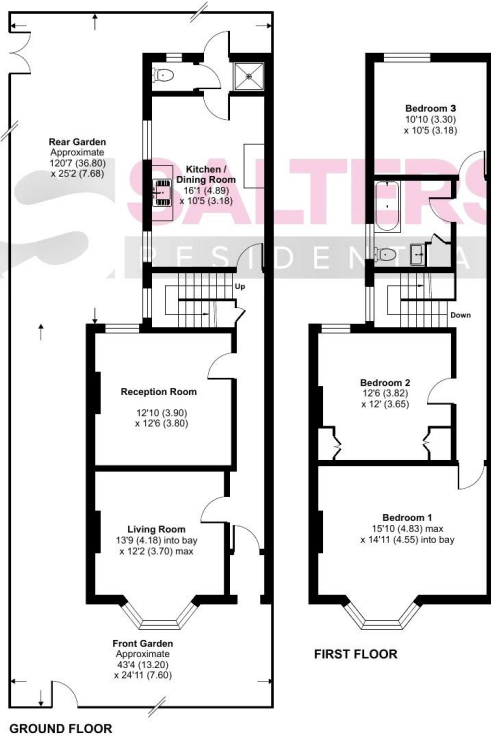 Rear Garden
Approximate
120'7 (36.80)
x 25'2 (7.68)
Kitchen /
Dining Room
16'1 (4.89)
x 10'5 (3.18)
Up
Reception Room
12'10 (3.90)
x 12'6 (3.80)
Living Room
13'9 (4.18) into bay
x 12'2 (3.70) max
Front Garden
Approximate
43'4 (13.20)
x 24'11 (7.60)
GROUND FLOOR
Bedroom 3
10'10 (3.30)
x 10'5 (3.18)
Down
Bedroom 2
12'6 (3.82)
x 12' (3.65)
Bedroom 1
15'10 (4.83) max
x 14'11 (4.55) into bay
FIRST FLOOR
SALTERS
RESIDENTIA